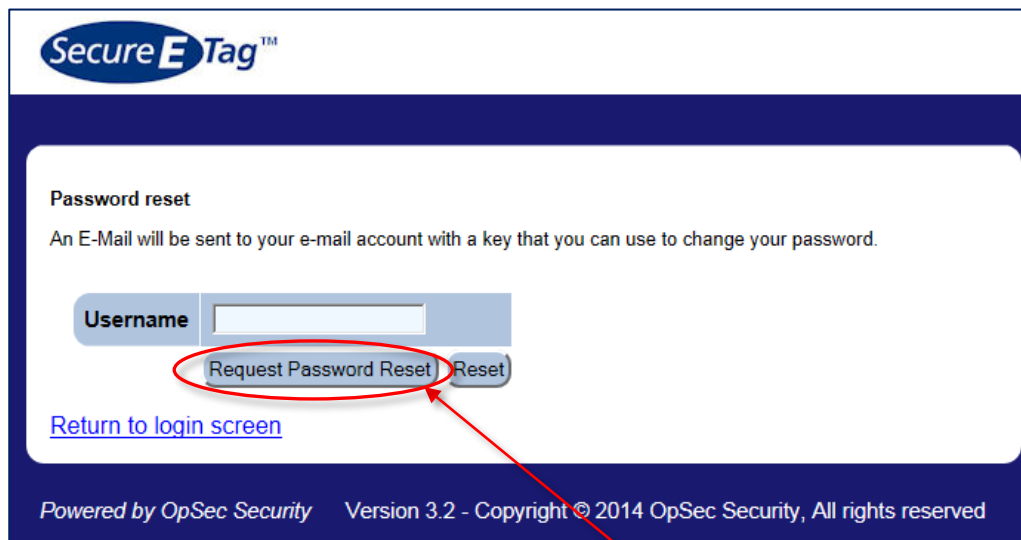 Secure E Tag™
Password reset
An E-Mail will be sent to your e-mail account with a key that you can use to change your password.
Username
Request Password Reset Reset
Return to login screen
Powered by OpSec Security Version 3.2 - Copyright © 2014 OpSec Security, All rights reserved